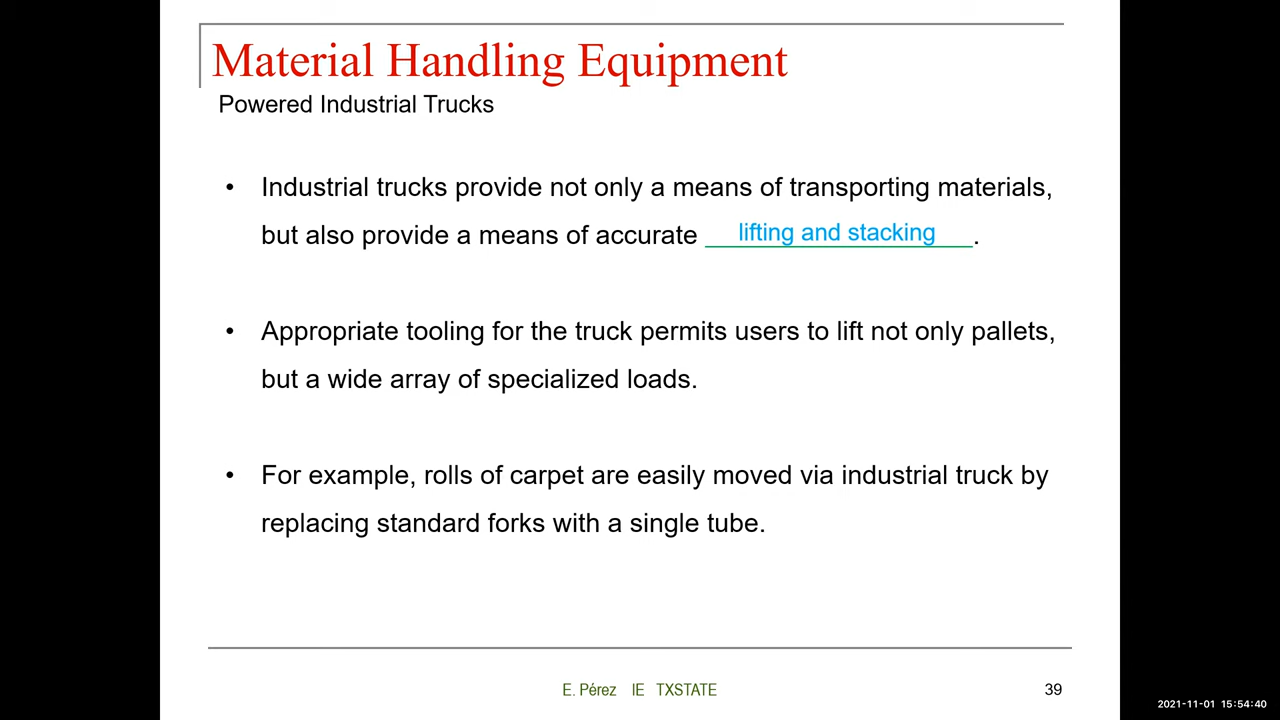 Material Handling Equipment
Powered Industrial Trucks
• Industrial trucks provide not only a means of transporting materials,
but also provide a means of accurate lifting and stacking.
• Appropriate tooling for the truck permits users to lift not only pallets,
but a wide array of specialized loads.
• For example, rolls of carpet are easily moved via industrial truck by
replacing standard forks with a single tube.
E. Pérez IE TXSTATE
39
2021-11-01 15:54:40